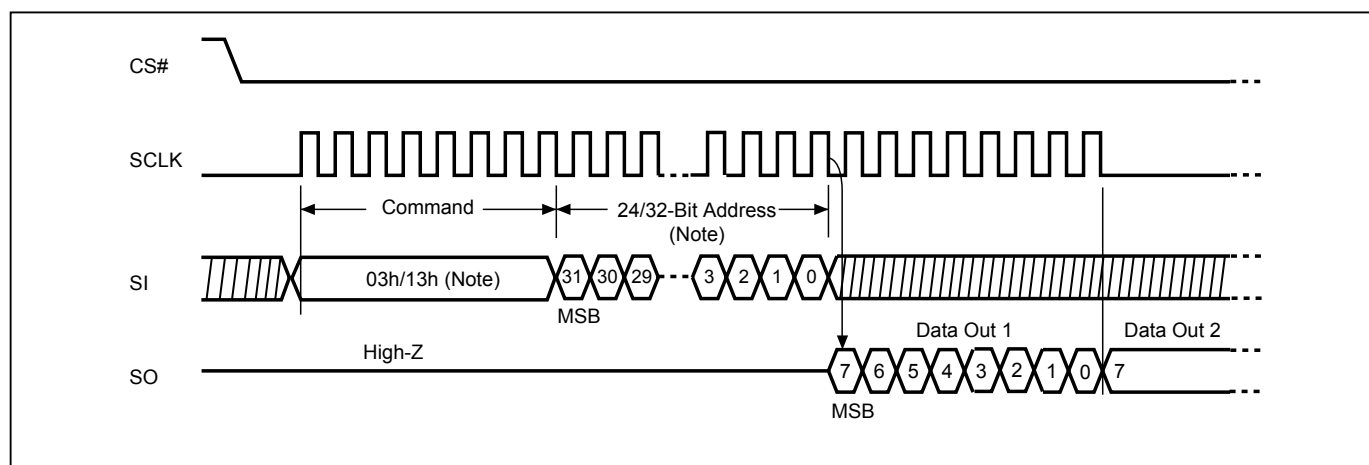 CS#
SCLK
Command
24/32-Bit Address
(Note)
SI
03h/13h (Note)
31 30 29
3 2 1 0
MSB
Data Out 1
Data Out 2
High-Z
SO
7 6 5 4 3 2 1 0 7
MSB